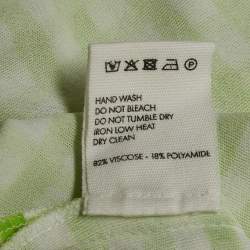 HAND WASH
DO NOT BLEACH
DO NOT TUMBLE DRY
IRON LOW HEAT
DRY CLEAN
82% VISCOSE - 18% POLYAMIDE